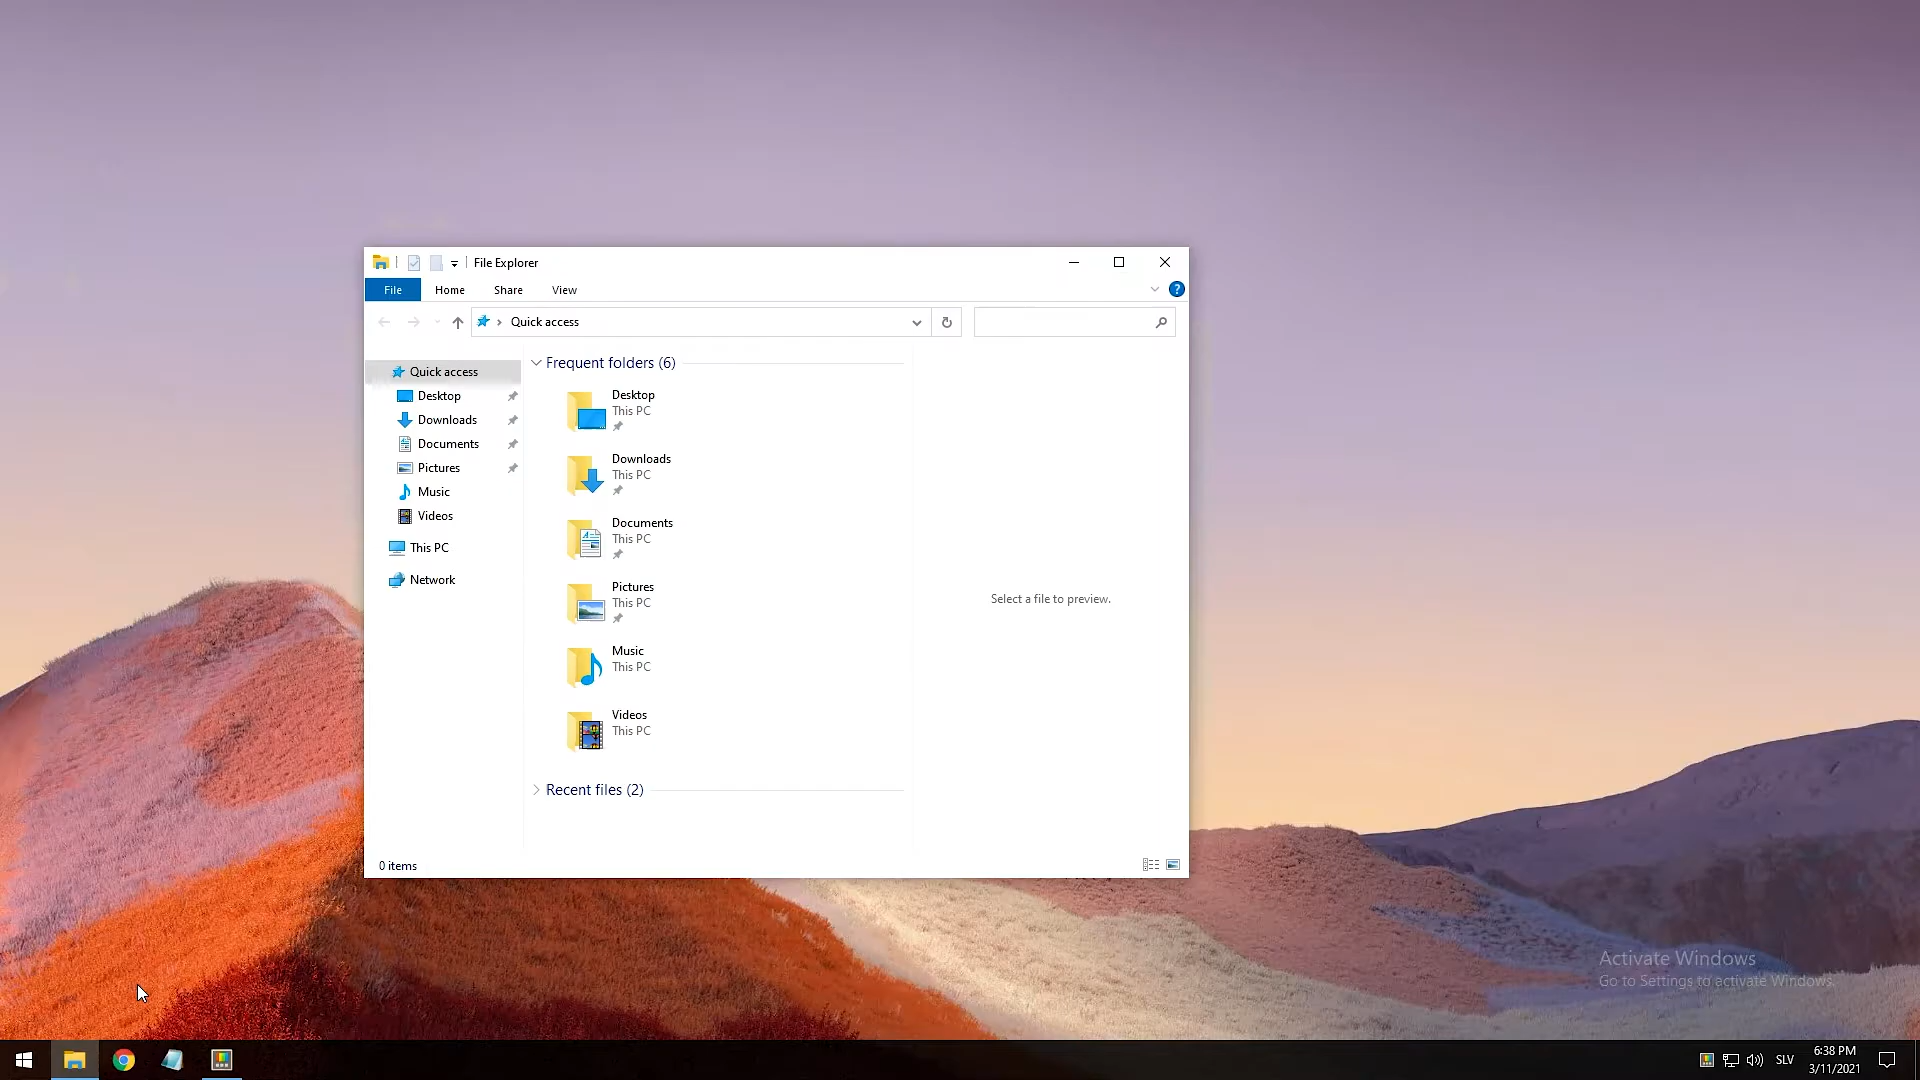 File Explorer
File Home Share View
Quick access
Quick access
Desktop
Downloads
Documents
Pictures
Music
Videos
This PC
Network
Frequent folders (6)
Desktop
This PC
Downloads
This PC
Documents
This PC
Pictures
This PC
Music
This PC
Videos
This PC
Recent files (2)
Select a file to preview.
0 items
Activate Windows
Go to Settings to activate Windows.
SLV
6:38 PM
3/11/2021